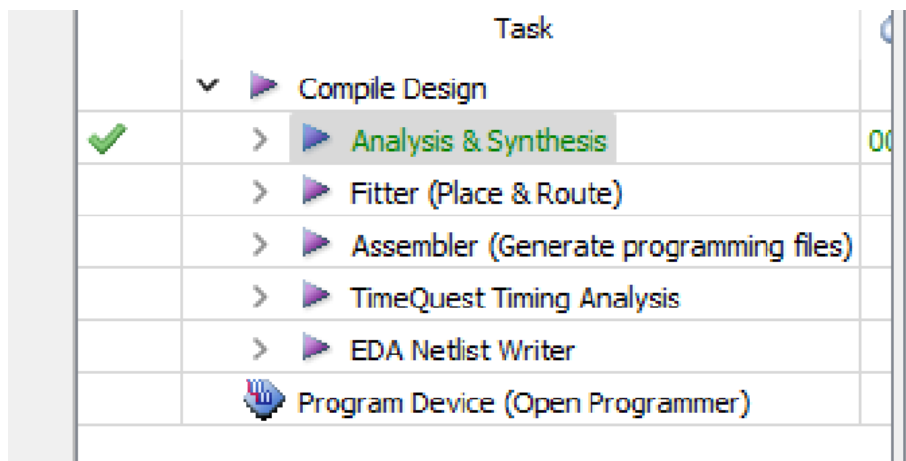 Task
Compile Design
Analysis & Synthesis
00
Fitter (Place & Route)
Assembler (Generate programming files)
TimeQuest Timing Analysis
EDA Netlist Writer
Program Device (Open Programmer)